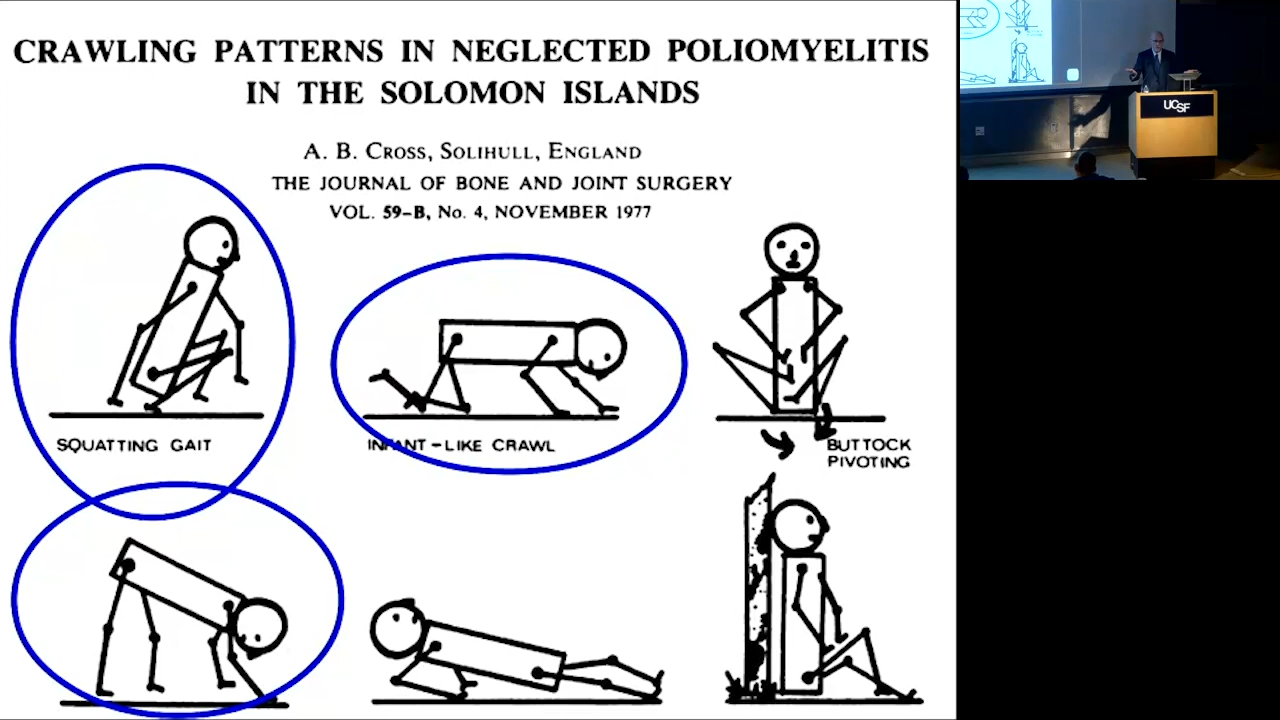 CRAWLING PATTERNS IN NEGLECTED POLIOMYELITIS
IN THE SOLOMON ISLANDS
A. B. CROSS, SOLIHULL, ENGLAND
THE JOURNAL OF BONE AND JOINT SURGERY
VOL. 59-B, No. 4, NOVEMBER 1977
SQUATTING GAIT
INFANT-LIKE CRAWL
BUTTOCK
PIVOTING
UCSF